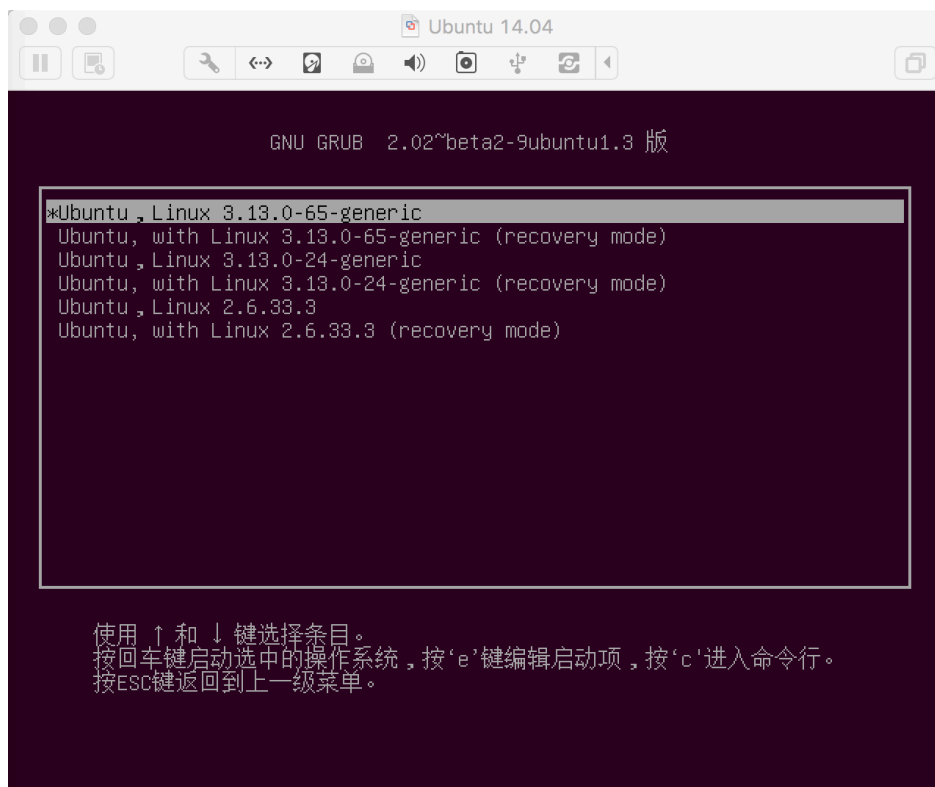 Ubuntu 14.04
GNU GRUB 2.02~beta2-9ubuntu1.3 版
*Ubuntu，Linux 3.13.0-65-generic
Ubuntu, with Linux 3.13.0-65-generic (recovery mode)
Ubuntu，Linux 3.13.0-24-generic
Ubuntu, with Linux 3.13.0-24-generic (recovery mode)
Ubuntu，Linux 2.6.33.3
Ubuntu, with Linux 2.6.33.3 (recovery mode)
使用 ↑ 和 ↓ 键选择条目。
按回车键启动选中的操作系统，按‘e’键编辑启动项，按‘c'进入命令行。
按ESC键返回到上一级菜单。